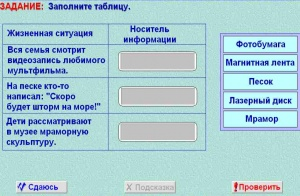 ЗАДАНИЕ: Заполните таблицу.
Жизненная ситуация
Носитель
информации
Вся семья смотрит
видеозапись любимого
мультфильма.
На песке кто-то
написал: "Скоро
будет шторм на море!"
Дети рассматривают
в музее мраморную
скульптуру.
Фотобумага
Магнитная лента
Песок
Лазерный диск
Мрамор
Сдаюсь
Подсказка
Проверить